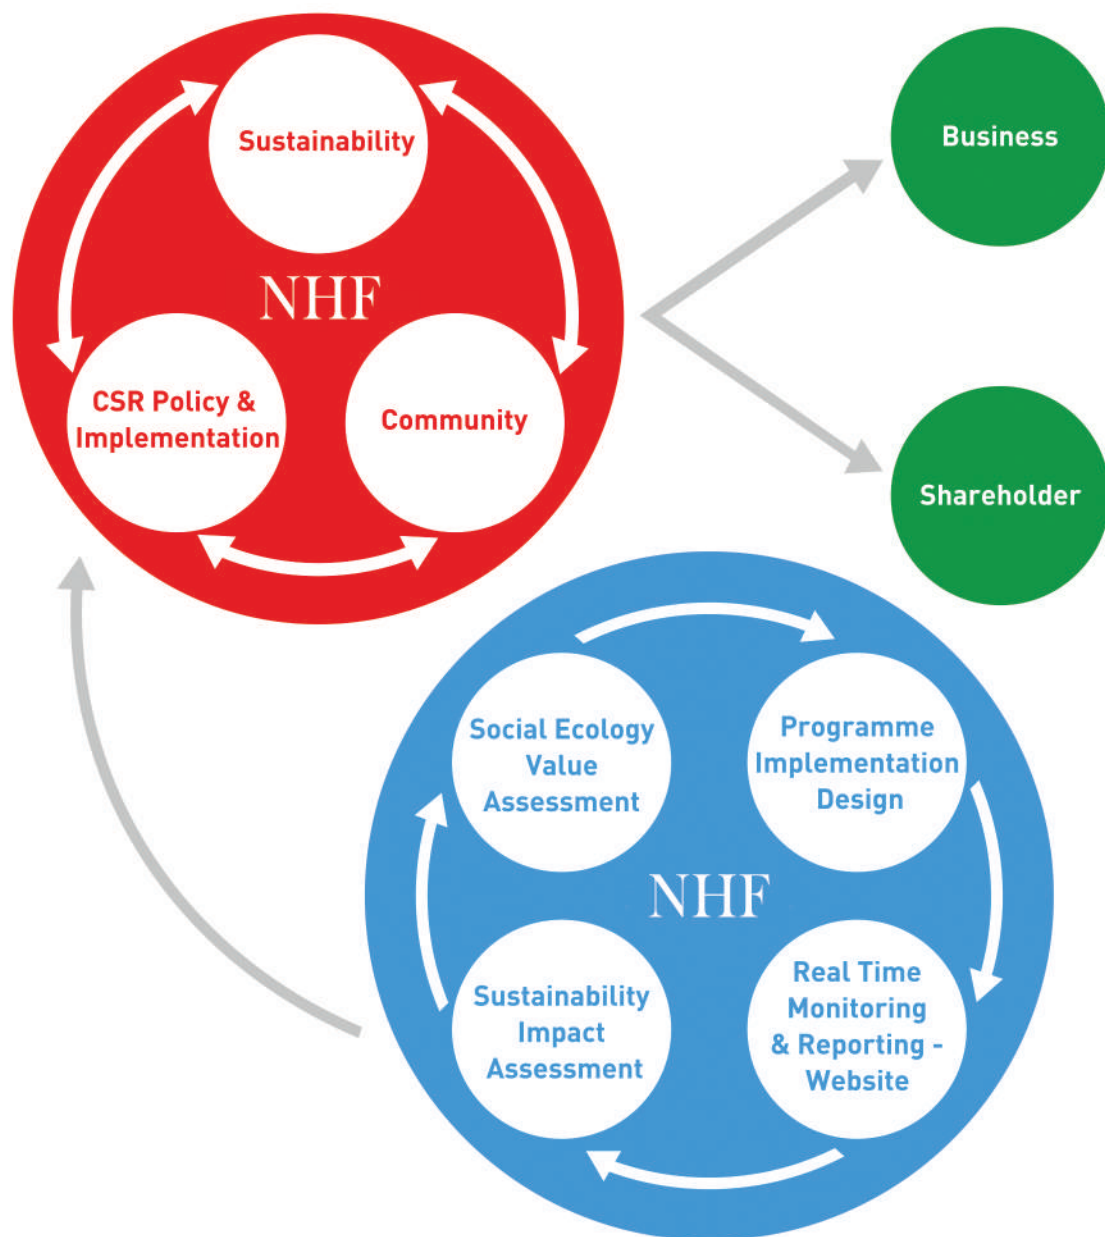 Sustainability
NHF
CSR Policy &
Implementation
Community
Business
Shareholder
Social Ecology
Value
Assessment
Programme
Implementation
Design
NHF
Sustainability
Impact
Assessment
Real Time
Monitoring
& Reporting -
Website